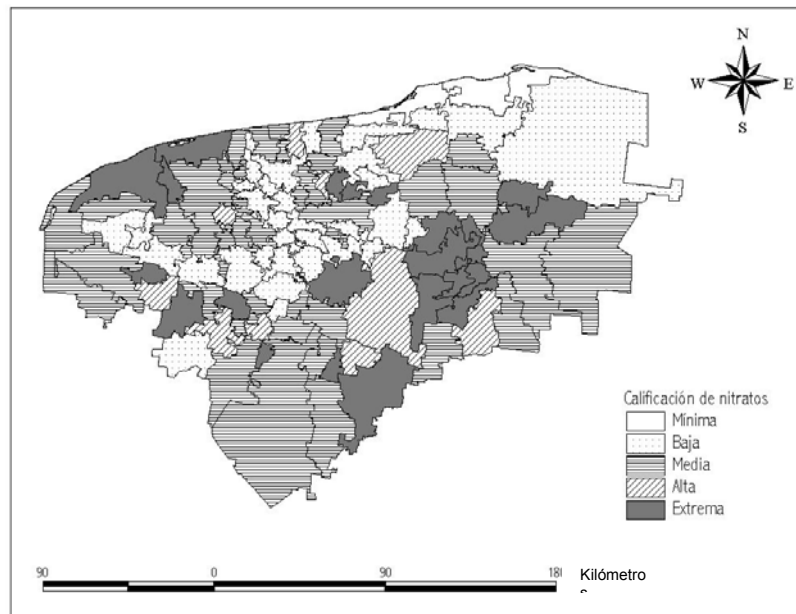 N
W E
S
Calificación de nitratos
Mínima
Baja
Media
Alta
Extrema
90 0 90 180 Kilómetro
s